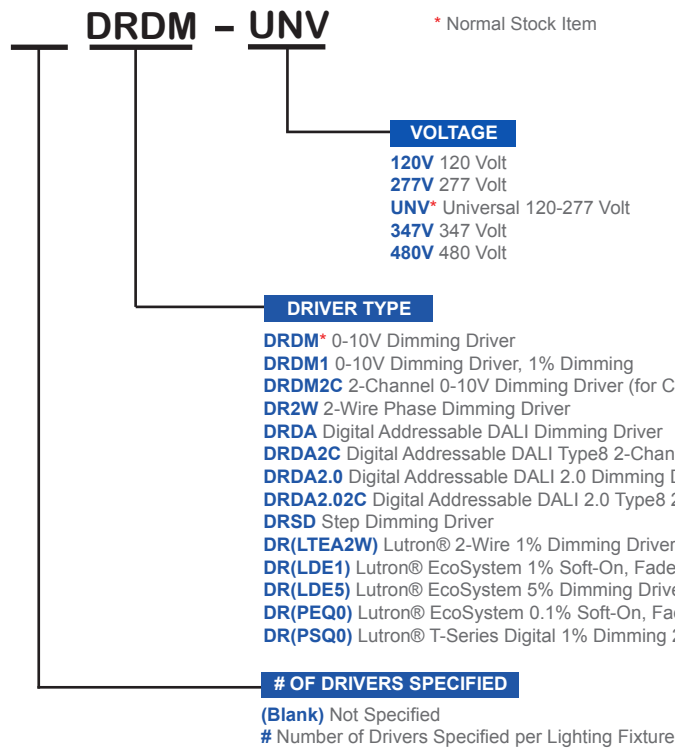 DRDM – UNV
* Normal Stock Item
VOLTAGE
120V 120 Volt
277V 277 Volt
UNV* Universal 120-277 Volt
347V 347 Volt
480V 480 Volt
DRIVER TYPE
DRDM* 0-10V Dimming Driver
DRDM1 0-10V Dimming Driver, 1% Dimming
DRDM2C 2-Channel 0-10V Dimming Driver (for
DR2W 2-Wire Phase Dimming Driver
DRDA Digital Addressable DALI Dimming Driver
DRDA2C Digital Addressable DALI Type8
DRDA2.0 Digital Addressable DALI 2.0 Dimming
DRDA2.02C Digital Addressable DALI 2.0 Type8
DRSD Step Dimming Driver
DR(LTEA2W) Lutron® 2-Wire 1% Dimming Driver
DR(LDE1) Lutron® EcoSystem 1% Soft-On, Fade
DR(LDE5) Lutron® EcoSystem 5% Dimming
DR(PEQ0) Lutron® EcoSystem 0.1% Soft-On,
DR(PSQ0) Lutron® T-Series Digital 1% Dimming
# OF DRIVERS SPECIFIED
(Blank) Not Specified
# Number of Drivers Specified per Lighting Fixture